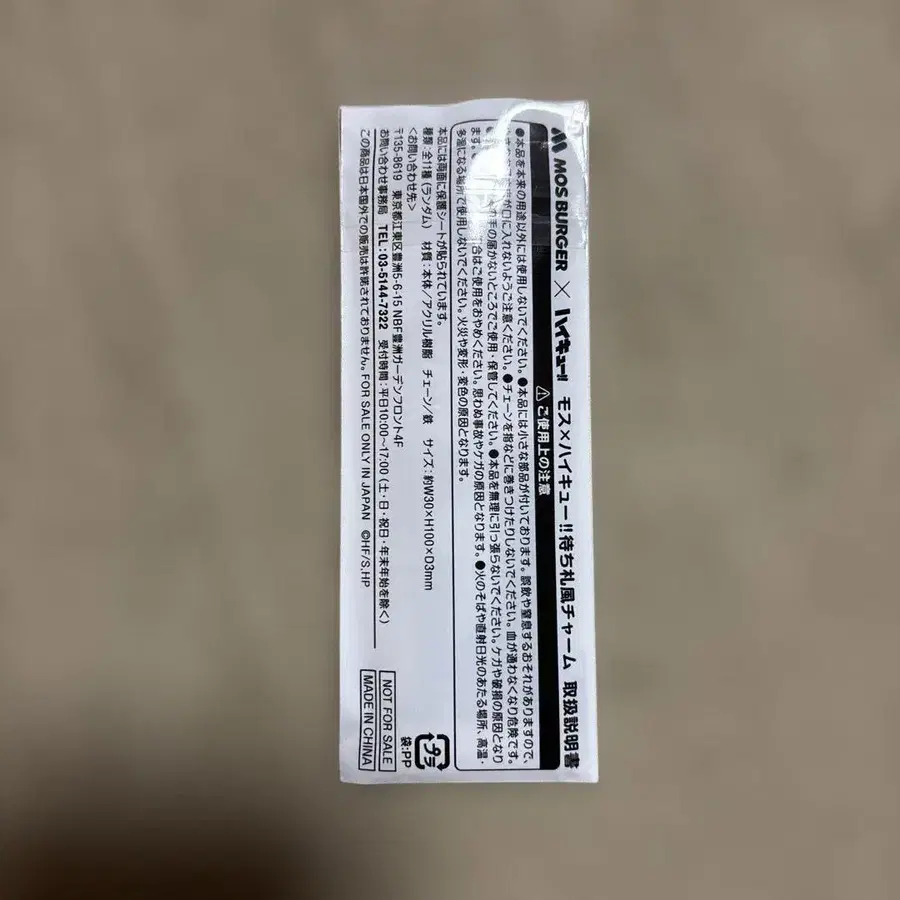 MOS BURGER × ハイキュー!! モス×ハイキュー!!待ち札風チャーム 取扱説明書
⚠ご使用上の注意
●本品を本来の用途以外には使用しないでください。●本品には小さな部品が付いております。誤飲や窒息するおそれがありますので、
口に入れないようご注意ください。●チェーンを指などに巻きつけたりしないでください。血が通わなくなり危険です。
の手の届かないところでご使用・保管してください。●本品を無理に引っ張らないでください。ケガや破損の原因となり
ます。 合はご使用をおやめください。思わぬ事故やケガの原因となります。●火のそばや直射日光のあたる場所、高温・
多湿になる場所で使用しないでください。火災や変形・変色の原因となります。
本品には両面に保護シートが貼られています。
種類：全11種（ランダム） 材質：本体／アクリル樹脂 チェーン／鉄 サイズ：約W30×H100×D3mm
＜お問い合わせ先＞
〒135-8619 東京都江東区豊洲5-6-15 NBF豊洲ガーデンフロント4F
お問い合わせ事務局 TEL：03-5144-7322 受付時間：平日10:00～17:00（土・日・祝日・年末年始を除く）
この商品は日本国外での販売は許諾されておりません。FOR SALE ONLY IN JAPAN ©HF/S,HP
プラ
袋：PP
NOT FOR SALE
MADE IN CHINA